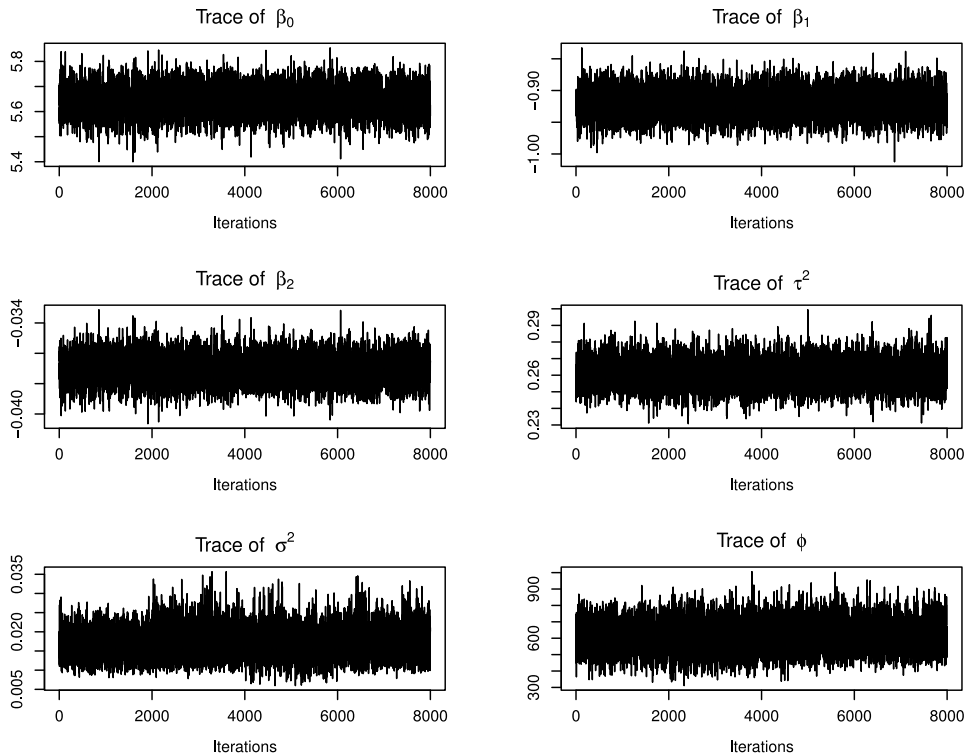 Trace of β₀
5.4 5.6 5.8
0 2000 4000 6000 8000
Iterations
Trace of β₁
−1.00 −0.90
0 2000 4000 6000 8000
Iterations
Trace of β₂
−0.040 −0.034
0 2000 4000 6000 8000
Iterations
Trace of τ²
0.23 0.26 0.29
0 2000 4000 6000 8000
Iterations
Trace of σ²
0.005 0.020 0.035
0 2000 4000 6000 8000
Iterations
Trace of ϕ
300 600 900
0 2000 4000 6000 8000
Iterations